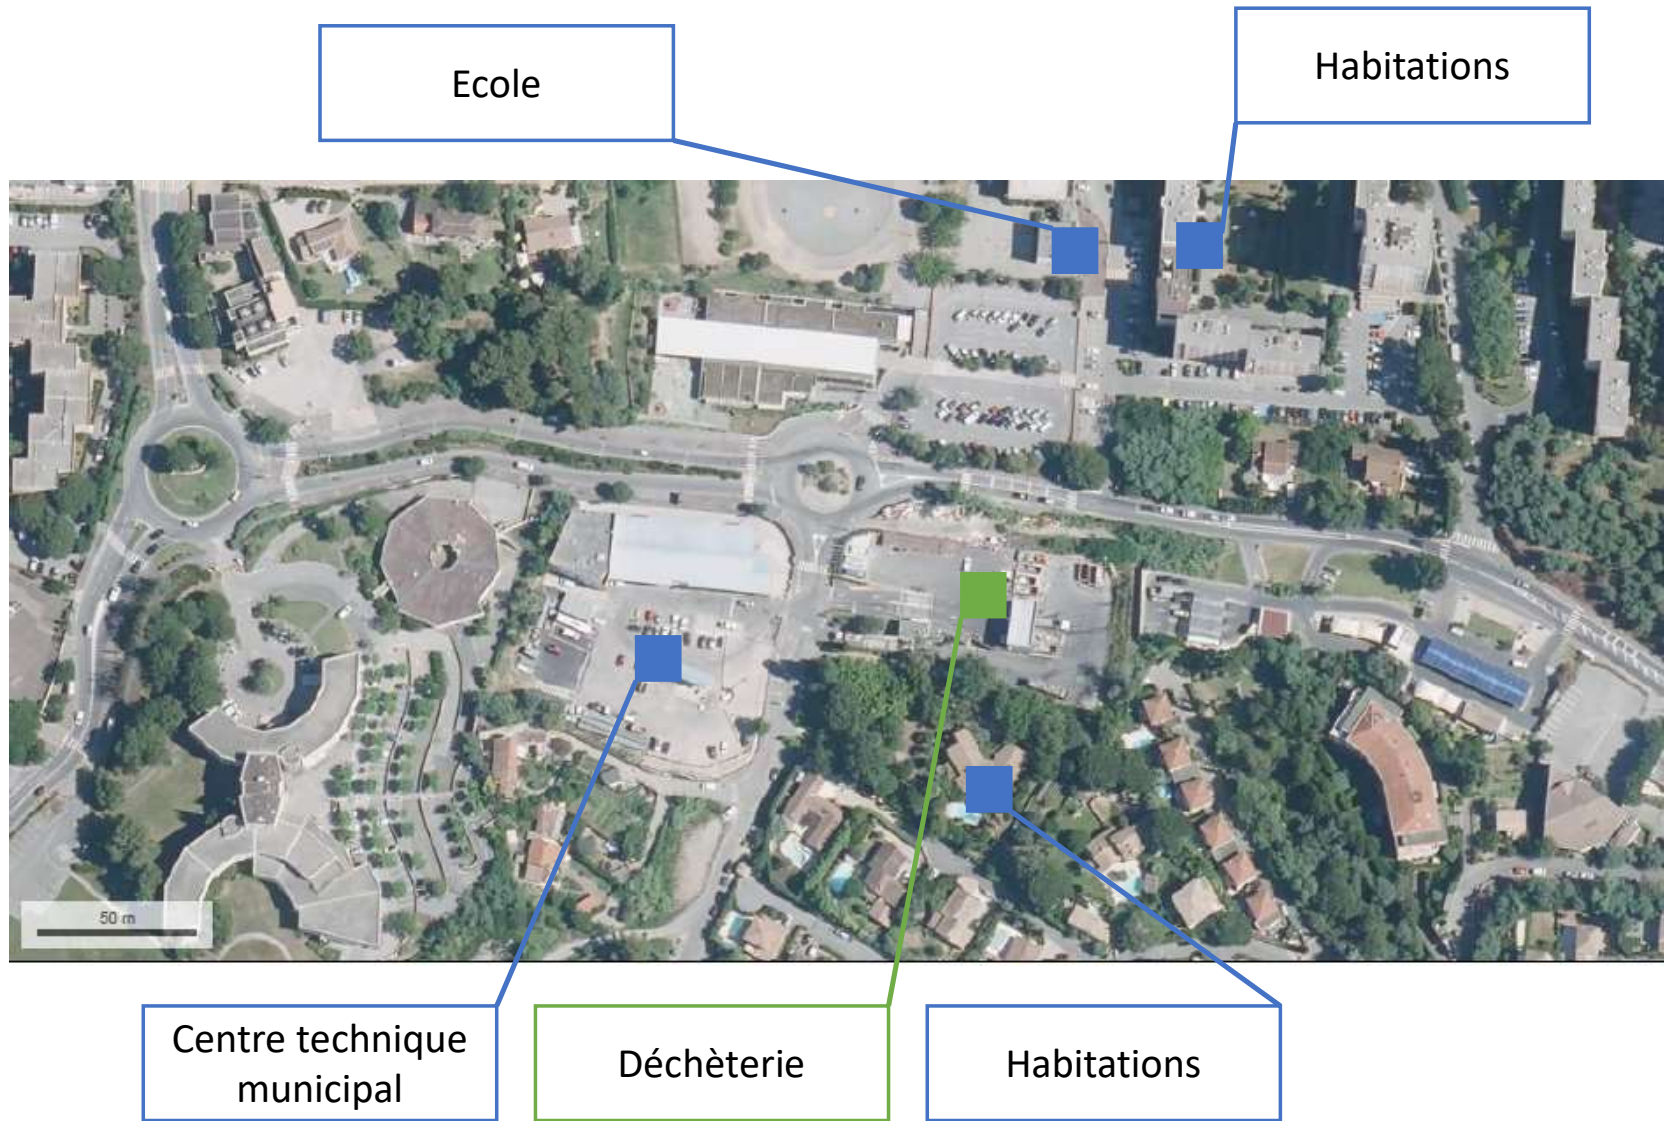 Ecole
Habitations
50 m
Centre technique
municipal
Déchèterie
Habitations